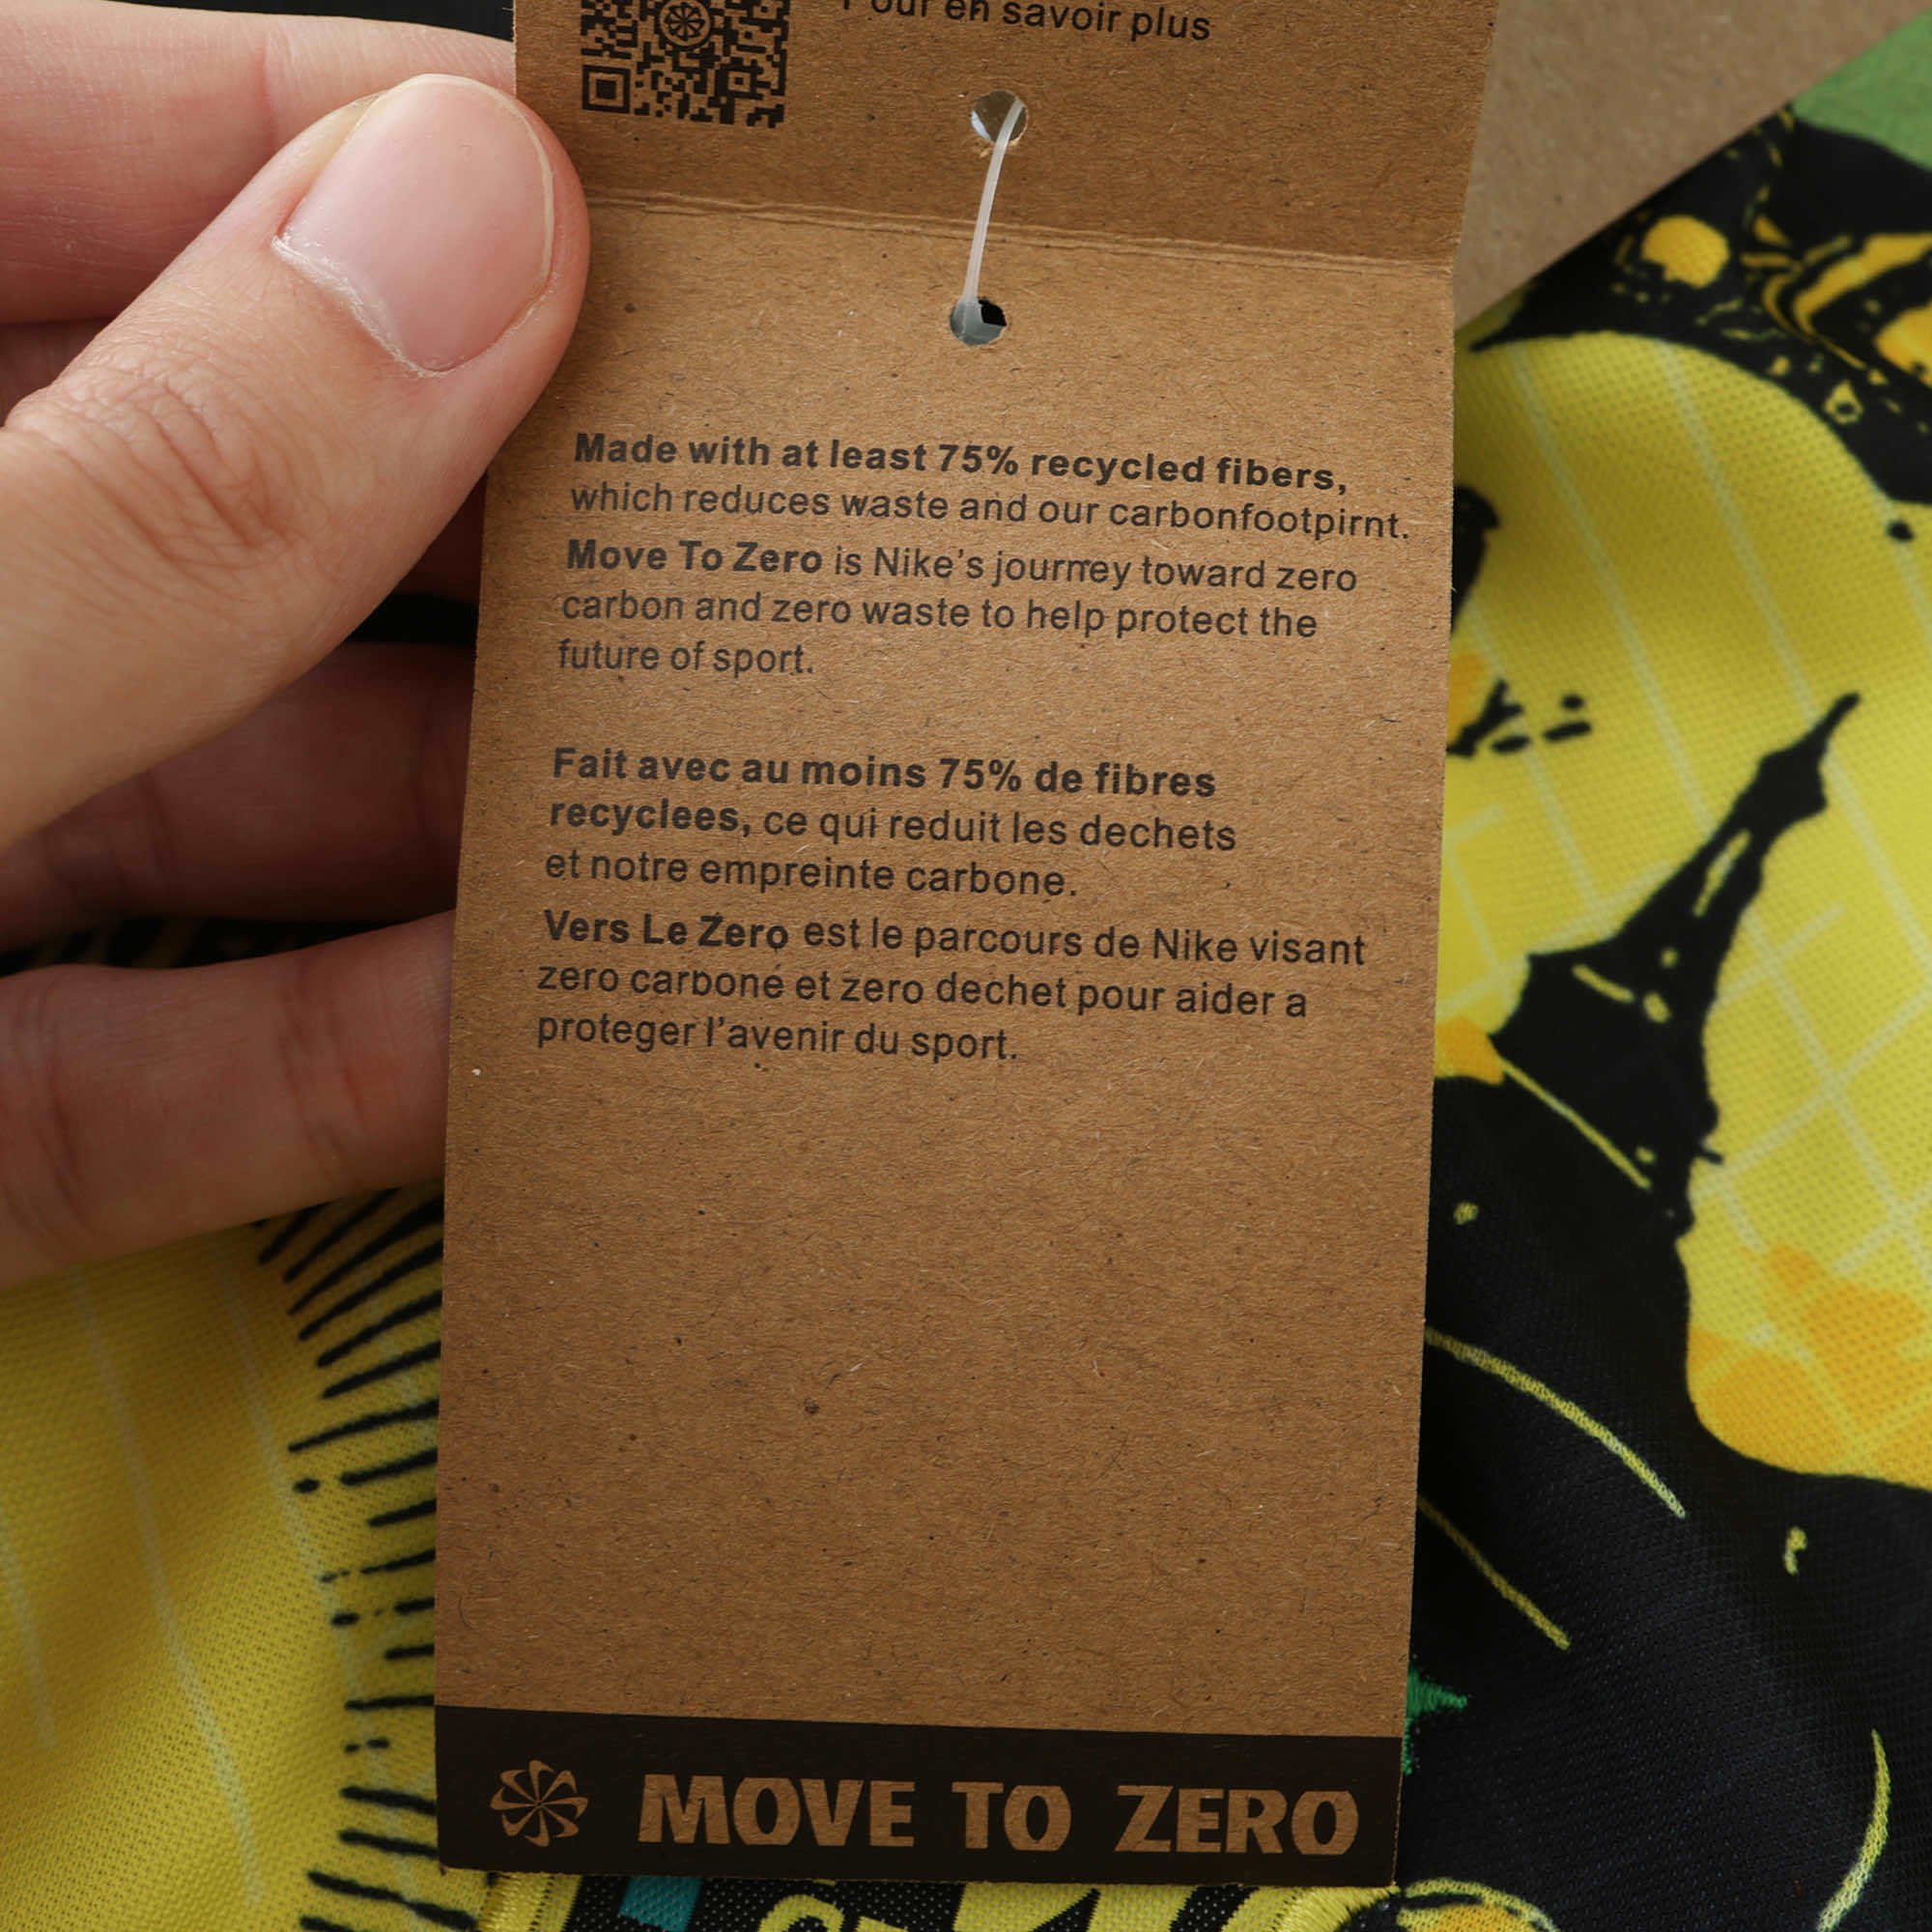 Pour en savoir plus
Made with at least 75% recycled fibers,
which reduces waste and our carbonfootpirnt.
Move To Zero is Nike's journey toward zero
carbon and zero waste to help protect the
future of sport.
Fait avec au moins 75% de fibres
recyclees, ce qui reduit les dechets
et notre empreinte carbone.
Vers Le Zero est le parcours de Nike visant
zero carbone et zero dechet pour aider a
proteger l'avenir du sport.
MOVE TO ZERO